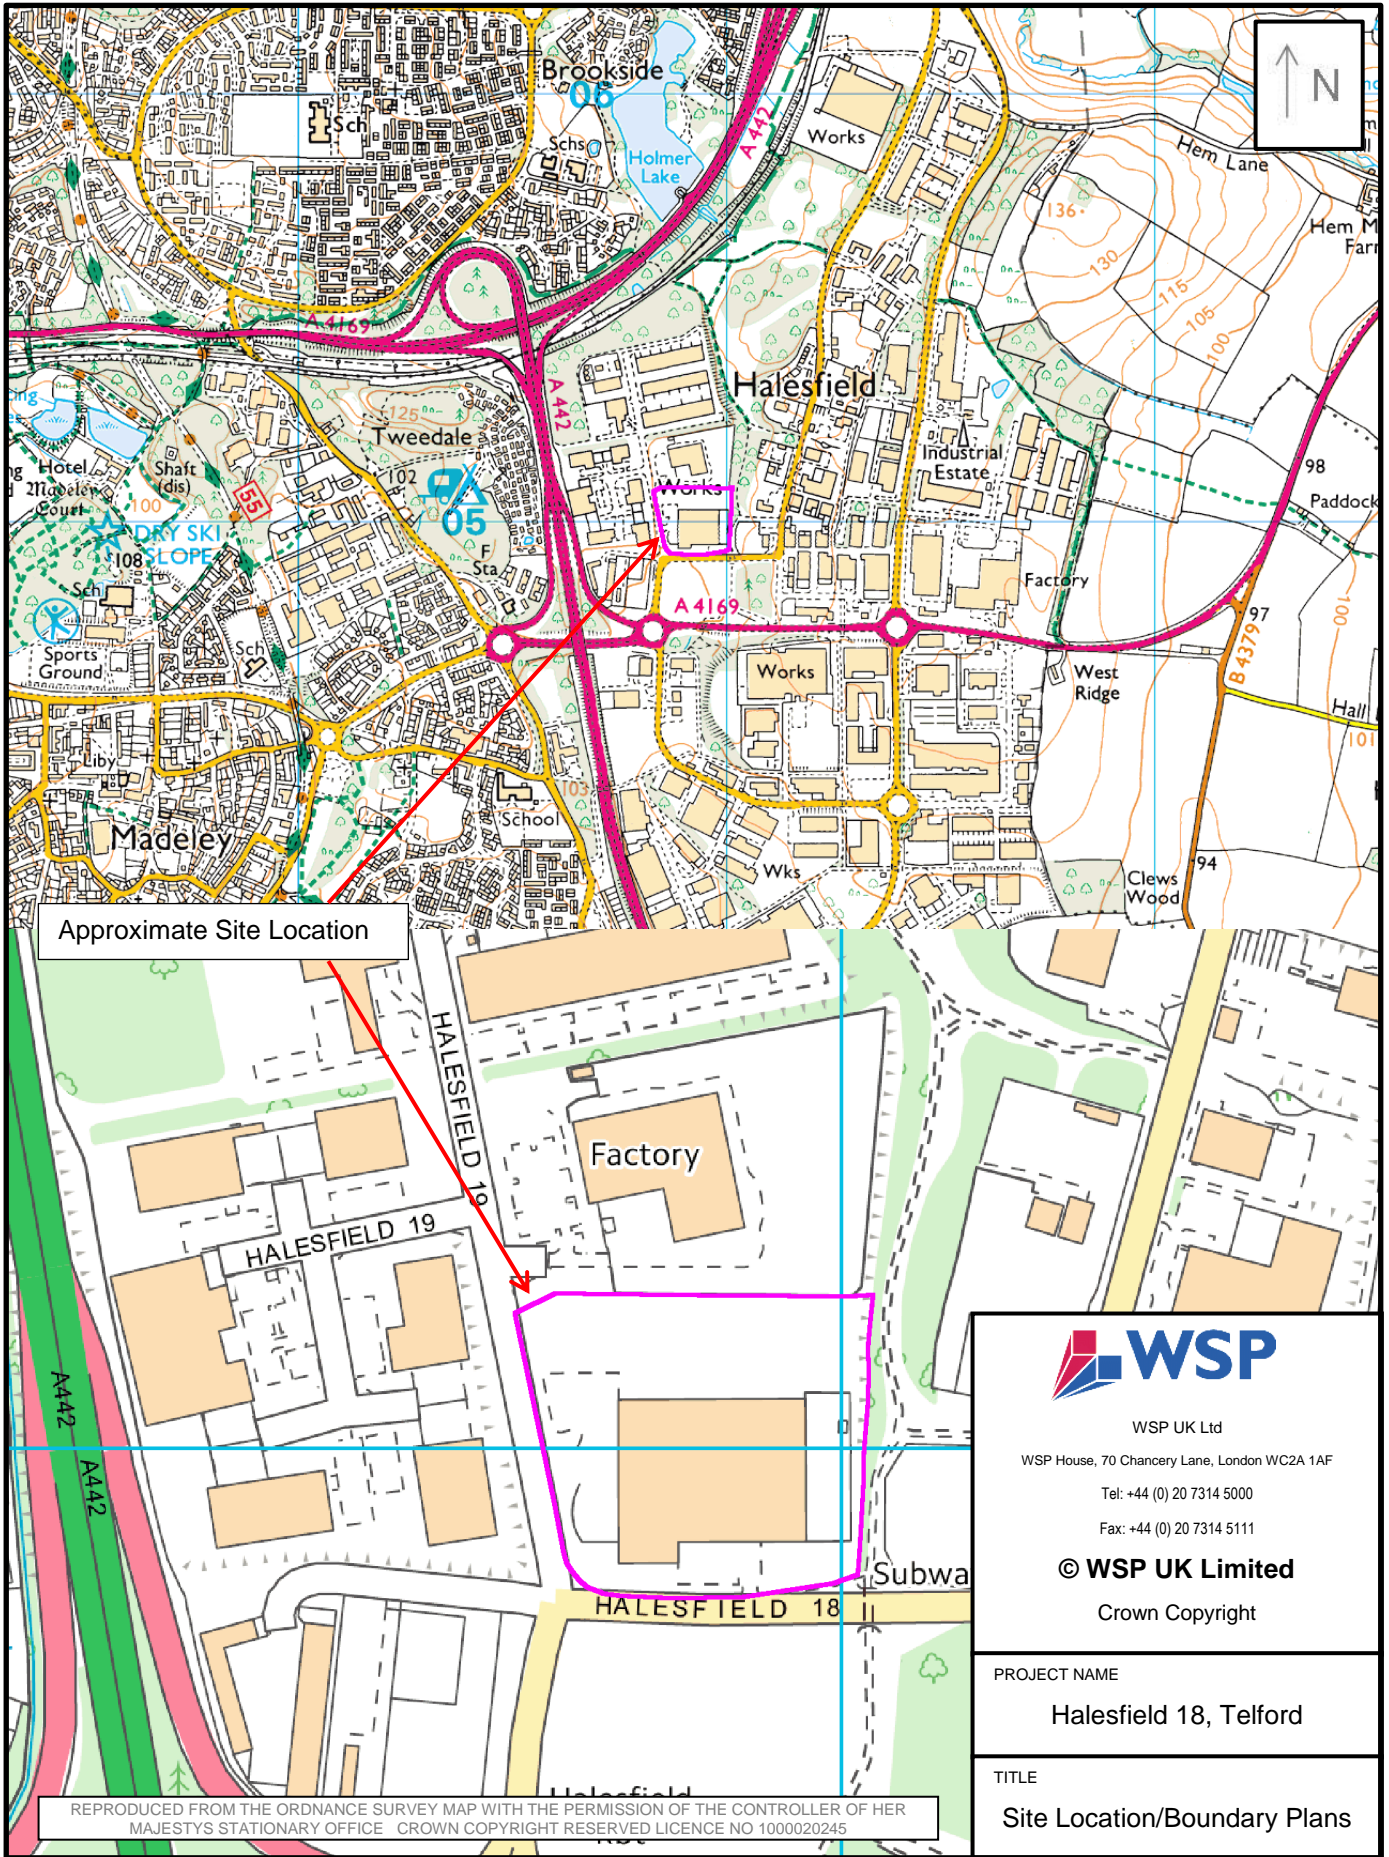 Brookside
06
Sch
Schs
Holmer
Lake
A 442
Works
N
Hem Lane
136
130
115
105
100
Hem M
Farr
A 4169
A 442
Halesfield
125
Tweedale
102
05
Hotel
Madeley
Court
Shaft
(dis)
100
55
DRY SKI
SLOPE
108
Sch
F
Sta
Works
Industrial
Estate
98
Paddock
Factory
A 4169
97
100
B 4379
Sports
Ground
Sch
Works
West
Ridge
Hall
101
Liby
103
School
Madeley
Wks
94
Clews
Wood
Approximate Site Location
HALESFIELD 19
Factory
HALESFIELD 19
A442
A442
Subwa
HALESFIELD 18
Halesfield
WSP
WSP UK Ltd
WSP House, 70 Chancery Lane, London WC2A 1AF
Tel: +44 (0) 20 7314 5000
Fax: +44 (0) 20 7314 5111
© WSP UK Limited
Crown Copyright
PROJECT NAME
Halesfield 18, Telford
TITLE
Site Location/Boundary Plans
REPRODUCED FROM THE ORDNANCE SURVEY MAP WITH THE PERMISSION OF THE CONTROLLER OF HER
MAJESTYS STATIONARY OFFICE CROWN COPYRIGHT RESERVED LICENCE NO 1000020245